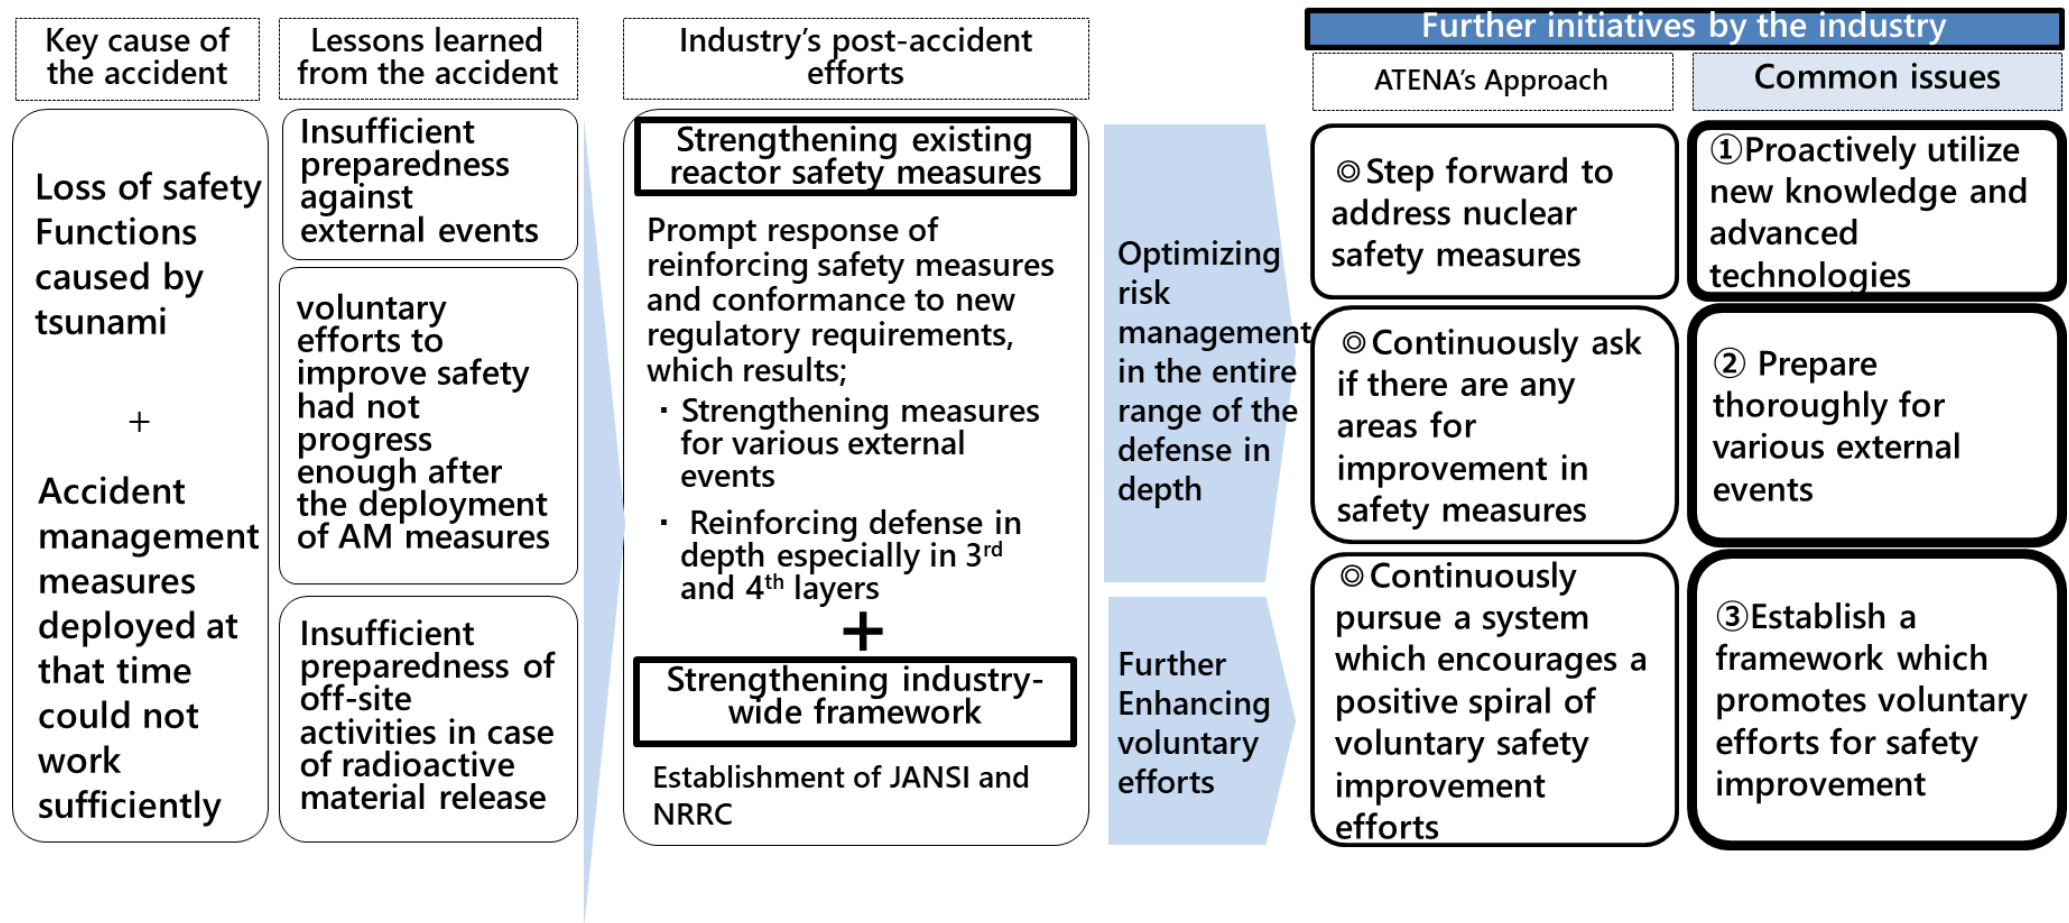 Key cause of
the accident
Lessons learned
from the accident
Industry's post-accident
efforts
Further initiatives by the industry
ATENA's Approach
Common issues
Loss of safety
Functions
caused by
tsunami
+
Accident
management
measures
deployed at
that time
could not
work
sufficiently
Insufficient
preparedness
against
external events
voluntary
efforts to
improve safety
had not
progress
enough after
the deployment
of AM measures
Insufficient
preparedness of
off-site
activities in case
of radioactive
material release
Strengthening existing
reactor safety measures
Prompt response of
reinforcing safety measures
and conformance to new
regulatory requirements,
which results;
・Strengthening measures
for various external
events
・ Reinforcing defense in
depth especially in 3rd
and 4th layers
+
Strengthening industry-
wide framework
Establishment of JANSI and
NRRC
Optimizing
risk
management
in the entire
range of the
defense in
depth
Further
Enhancing
voluntary
efforts
◎Step forward to
address nuclear
safety measures
◎Continuously ask
if there are any
areas for
improvement in
safety measures
◎Continuously
pursue a system
which encourages a
positive spiral of
voluntary safety
improvement
efforts
①Proactively utilize
new knowledge and
advanced
technologies
② Prepare
thoroughly for
various external
events
③Establish a
framework which
promotes voluntary
efforts for safety
improvement